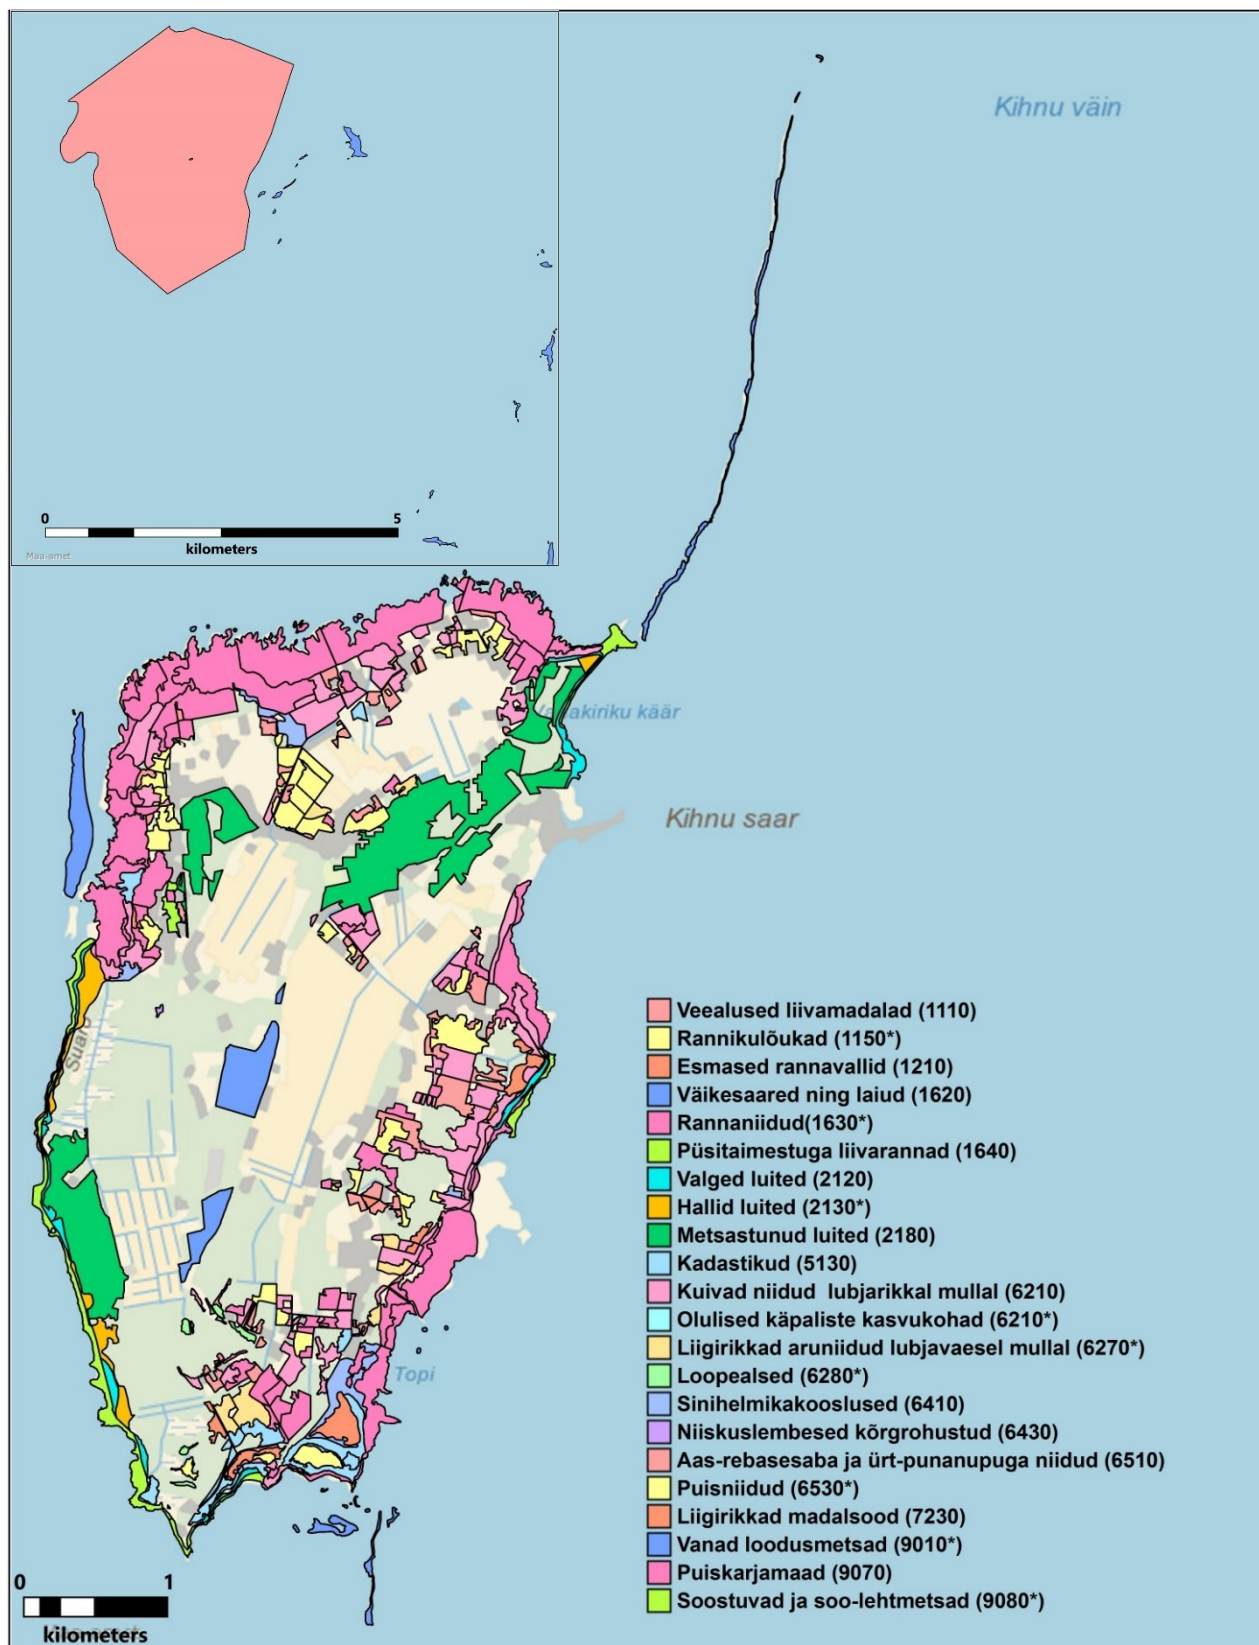 Kihnu väin
0 5
kilometers
Maa-amet
käär
Kihnu saar
Suaru
Topi
Veealused liivamadalad (1110)
Rannikulõukad (1150*)
Esmased rannavallid (1210)
Väikesaared ning laiud (1620)
Rannaniidud(1630*)
Püsitaimestuga liivarannad (1640)
Valged luited (2120)
Hallid luited (2130*)
Metsastunud luited (2180)
Kadastikud (5130)
Kuivad niidud lubjarikkal mullal (6210)
Olulised käpaliste kasvukohad (6210*)
Liigirikkad aruniidud lubjavaesel mullal (6270*)
Loopealsed (6280*)
Sinihelmikakooslused (6410)
Niiskuslembesed kõrgrohustud (6430)
Aas-rebasesaba ja ürt-punanupuga niidud (6510)
Puisniidud (6530*)
Liigirikkad madalsood (7230)
Vanad loodusmetsad (9010*)
Puiskarjamaad (9070)
Soostuvad ja soo-lehtmetsad (9080*)
0 1
kilometers